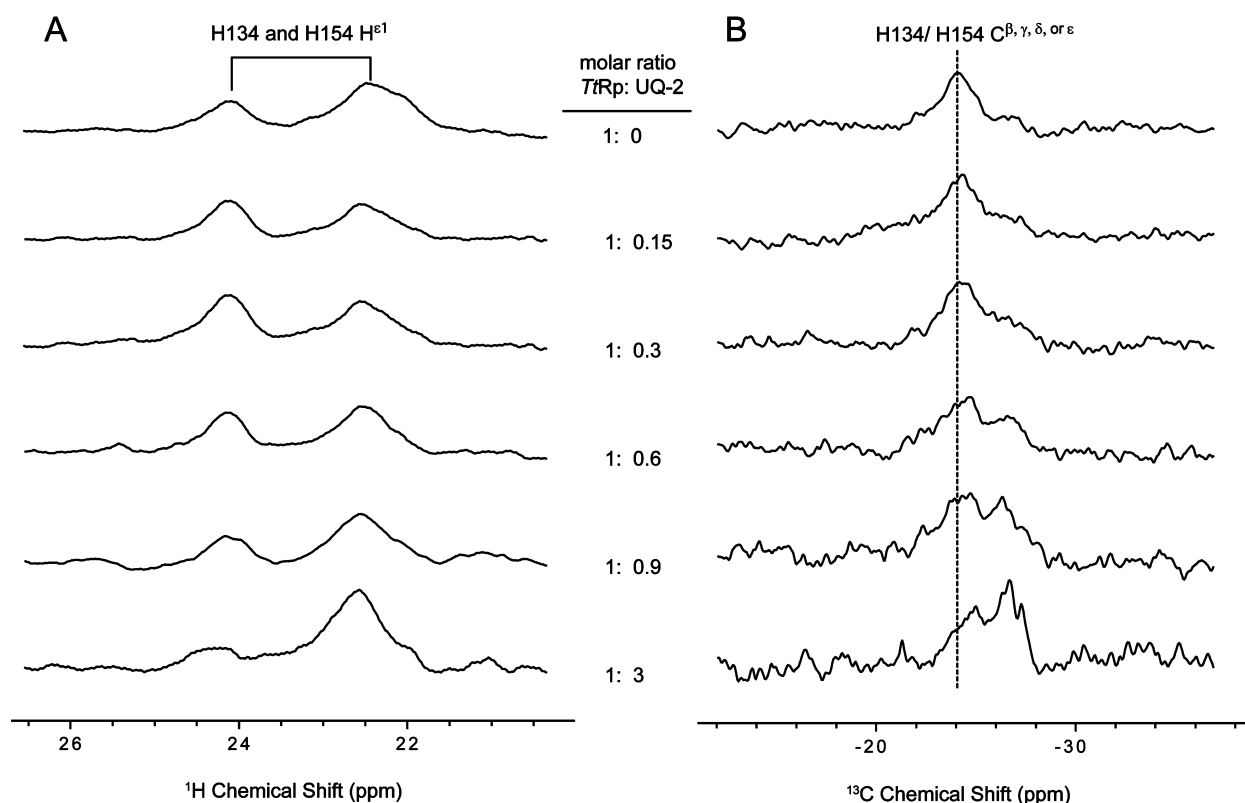 A
B
H134 and H154 Hε1
H134/ H154 Cβ, γ, δ, or ε
molar ratio
TtRp: UQ-2
1: 0
1: 0.15
1: 0.3
1: 0.6
1: 0.9
1: 3
26 24 22
-20 -30
1H Chemical Shift (ppm)
13C Chemical Shift (ppm)